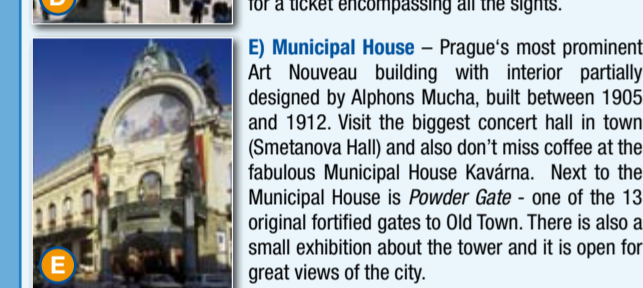 D
for a ticket encompassing all the sights.
E) Municipal House – Prague‘s most prominent
Art Nouveau building with interior partially
designed by Alphons Mucha, built between 1905
and 1912. Visit the biggest concert hall in town
(Smetanova Hall) and also don’t miss coffee at the
fabulous Municipal House Kavárna. Next to the
Municipal House is Powder Gate - one of the 13
original fortified gates to Old Town. There is also a
small exhibition about the tower and it is open for
great views of the city.
E